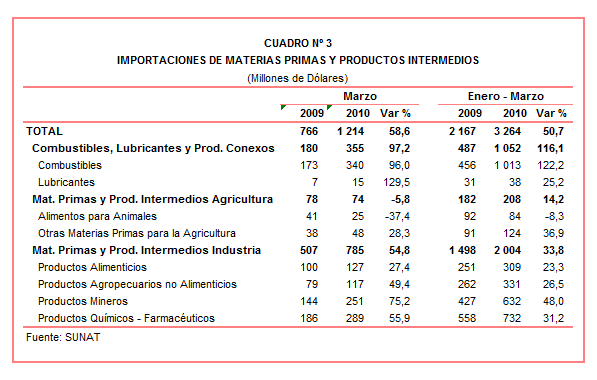 CUADRO Nº 3
IMPORTACIONES DE MATERIAS PRIMAS Y PRODUCTOS INTERMEDIOS
(Millones de Dólares)
Marzo Enero - Marzo
2009 2010 Var % 2009 2010 Var %
TOTAL 766 1 214 58,6 2 167 3 264 50,7
Combustibles, Lubricantes y Prod. Conexos 180 355 97,2 487 1 052 116,1
Combustibles 173 340 96,0 456 1 013 122,2
Lubricantes 7 15 129,5 31 38 25,2
Mat. Primas y Prod. Intermedios Agricultura 78 74 -5,8 182 208 14,2
Alimentos para Animales 41 25 -37,4 92 84 -8,3
Otras Materias Primas para la Agricultura 38 48 28,3 91 124 36,9
Mat. Primas y Prod. Intermedios Industria 507 785 54,8 1 498 2 004 33,8
Productos Alimenticios 100 127 27,4 251 309 23,3
Productos Agropecuarios no Alimenticios 79 117 49,4 262 331 26,5
Productos Mineros 144 251 75,2 427 632 48,0
Productos Químicos - Farmacéuticos 186 289 55,9 558 732 31,2
Fuente: SUNAT